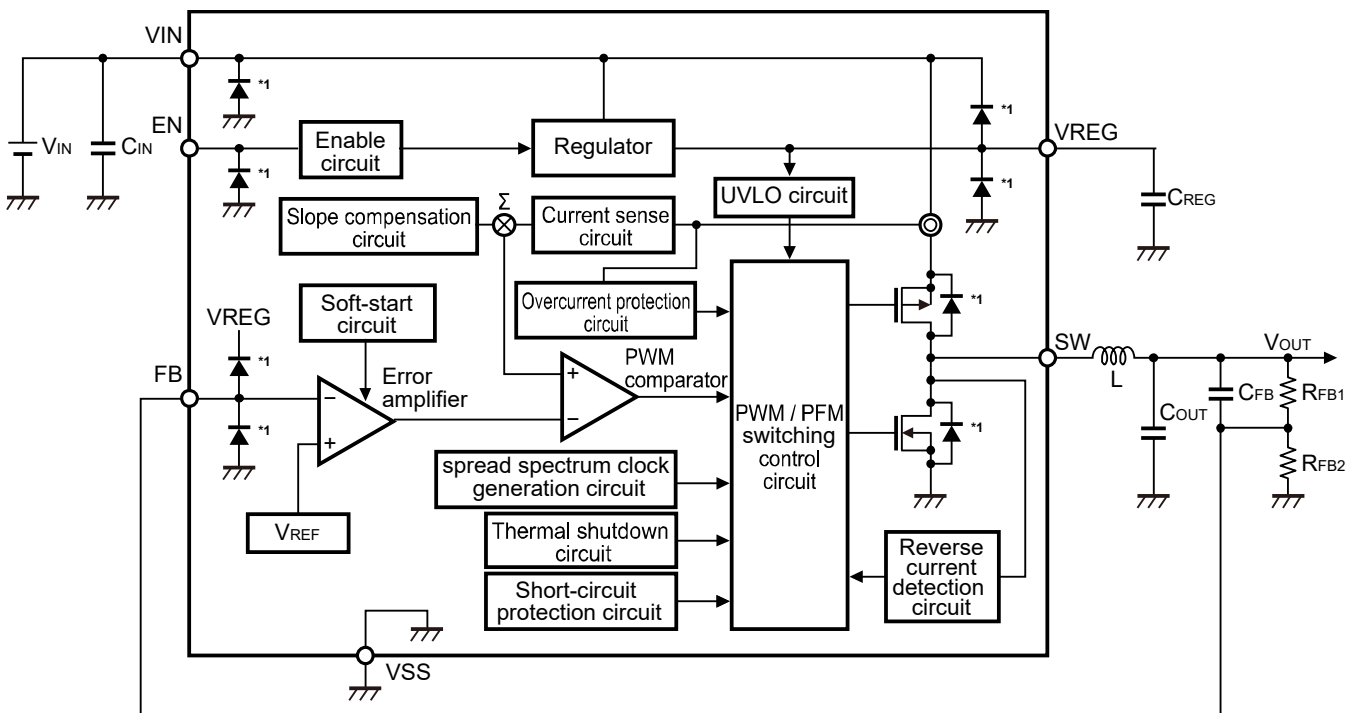 VIN
*1
*1
EN
VIN
CIN
Enable
circuit
Regulator
VREG
*1
*1
UVLO circuit
CREG
Σ
Slope compensation
circuit
Current sense
circuit
Soft-start
circuit
Overcurrent protection
circuit
*1
VREG
*1
FB
*1
Error
amplifier
−
+
+
−
PWM
comparator
PWM / PFM
switching
control
circuit
*1
SW
L
VOUT
COUT
CFB
RFB1
RFB2
VREF
spread spectrum clock
generation circuit
Thermal shutdown
circuit
Short-circuit
protection circuit
Reverse
current
detection
circuit
VSS